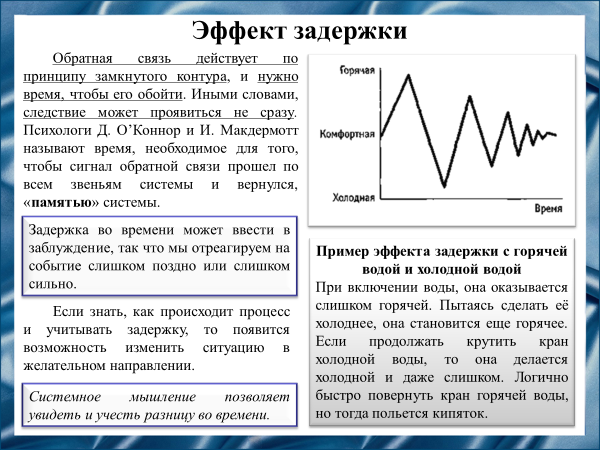 Эффект задержки
Обратная связь действует по
принципу замкнутого контура, и нужно
время, чтобы его обойти. Иными словами,
следствие может проявиться не сразу.
Психологи Д. О’Коннор и И. Макдермотт
называют время, необходимое для того,
чтобы сигнал обратной связи прошел по
всем звеньям системы и вернулся,
«памятью» системы.
Задержка во времени может ввести в
заблуждение, так что мы отреагируем на
событие слишком поздно или слишком
сильно.
Если знать, как происходит процесс
и учитывать задержку, то появится
возможность изменить ситуацию в
желательном направлении.
Системное мышление позволяет
увидеть и учесть разницу во времени.
Горячая
Комфортная
Холодная
Время
Пример эффекта задержки с горячей
водой и холодной водой
При включении воды, она оказывается
слишком горячей. Пытаясь сделать её
холоднее, она становится еще горячее.
Если продолжать крутить кран
холодной воды, то она делается
холодной и даже слишком. Логично
быстро повернуть кран горячей воды,
но тогда польется кипяток.